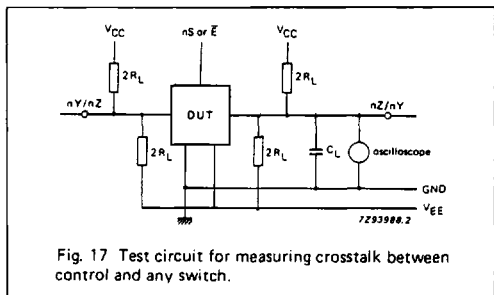 VCC
nS or E̅
VCC
2RL
2RL
nY/nZ
DUT
nZ/nY
2RL
2RL
CL
oscilloscope
GND
7Z93988.2
VEE
Fig. 17 Test circuit for measuring crosstalk between
control and any switch.